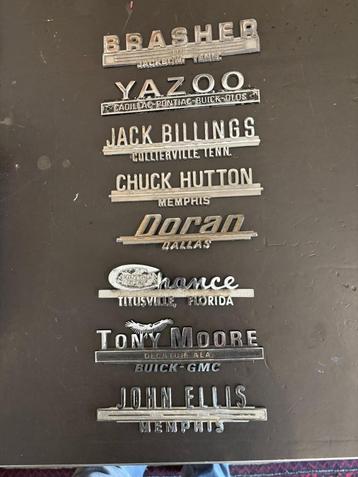 BRASHER
JACKSON TENN.
YAZOO
CADILLAC-PONTIAC-BUICK-OLDS
JACK BILLINGS
COLLIERVILLE, TENN.
CHUCK HUTTON
MEMPHIS
Doran
DALLAS
Chance
TITUSVILLE, FLORIDA
TONY MOORE
DECATUR ALA.
BUICK-GMC
JOHN ELLIS
MEMPHIS